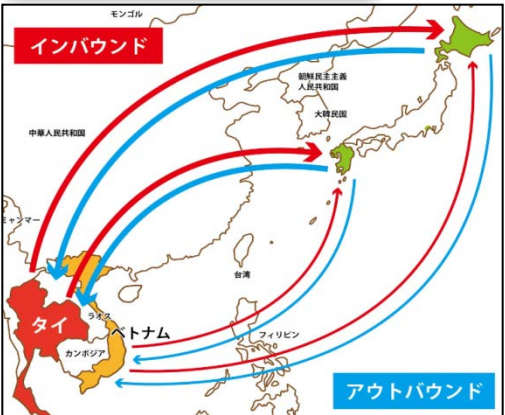 モンゴル
インバウンド
朝鮮民主主義
人民共和国
大韓民国
中華人民共和国
ミャンマー
台湾
タイ
ラオス
ベトナム
カンボジア
フィリピン
アウトバウンド